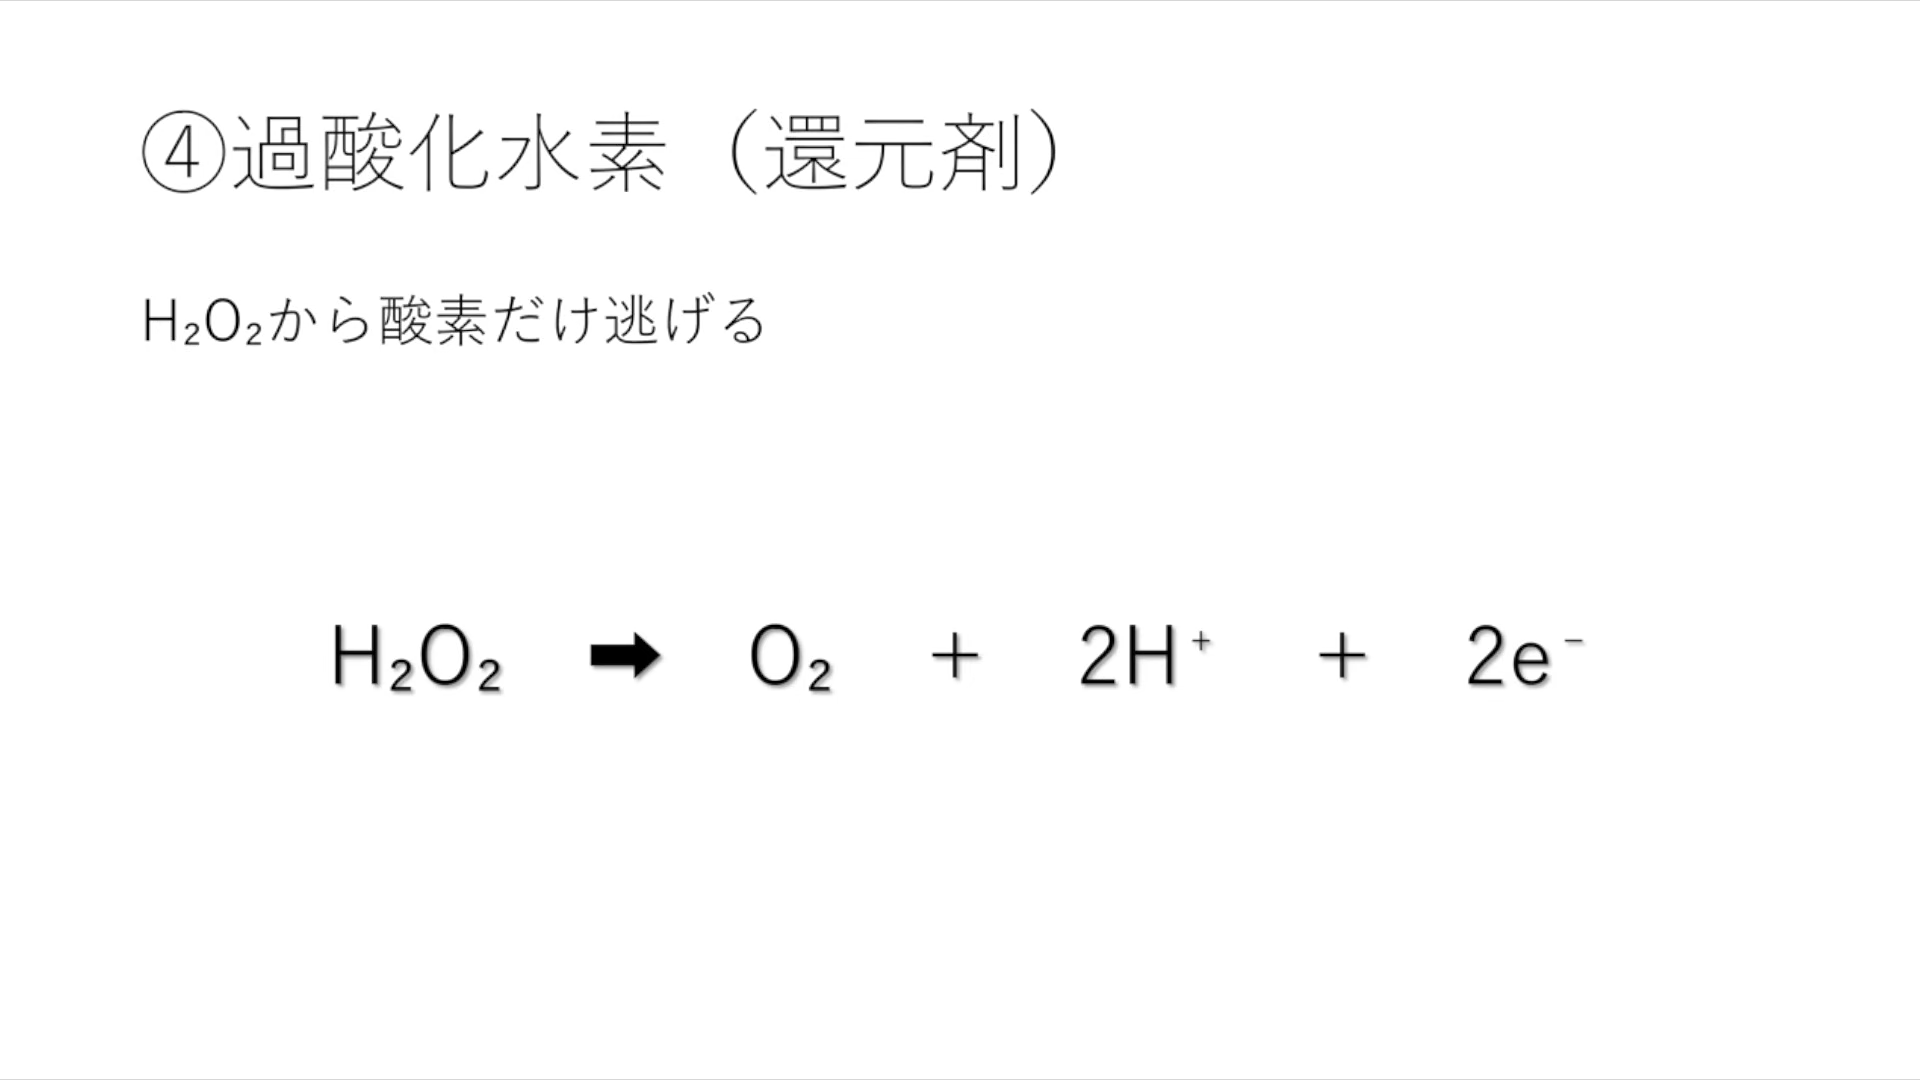 ④過酸化水素（還元剤）
H₂O₂から酸素だけ逃げる
H₂O₂ ➡ O₂ ＋ 2H⁺ ＋ 2e⁻